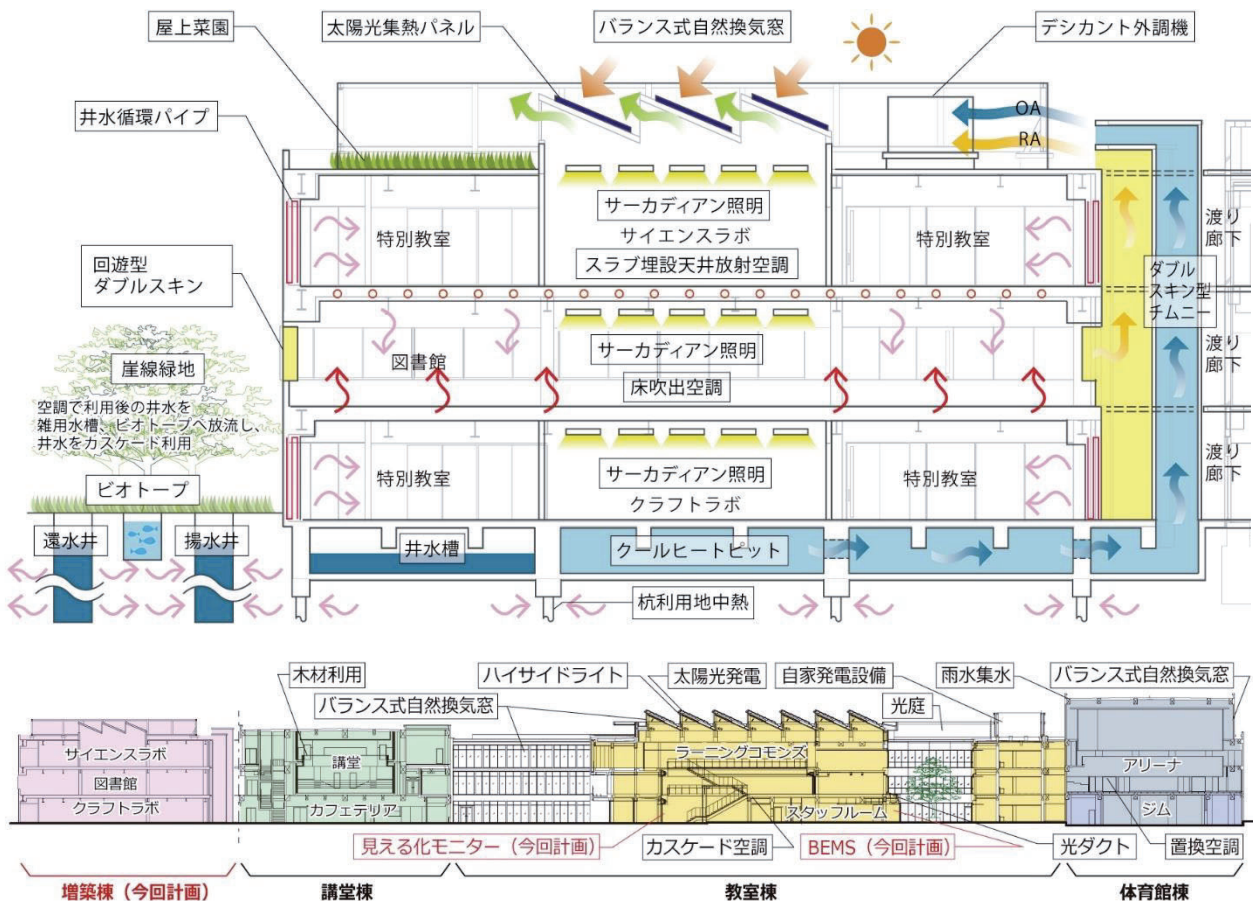 屋上菜園
太陽光集熱パネル
バランス式自然換気窓
デシカント外調機
井水循環パイプ
OA
RA
サーカディアン照明
サイエンスラボ
スラブ埋設天井放射空調
特別教室
特別教室
渡り
廊下
回遊型
ダブルスキン
ダブル
スキン型
チムニー
サーカディアン照明
図書館
床吹出空調
渡り
廊下
崖線緑地
空調で利用後の井水を
雑用水槽、ビオトープへ放流し、
井水をカスケード利用
サーカディアン照明
クラフトラボ
特別教室
特別教室
渡り
廊下
ビオトープ
還水井
揚水井
井水槽
クールヒートピット
杭利用地中熱
木材利用
ハイサイドライト
太陽光発電
自家発電設備
雨水集水
バランス式自然換気窓
バランス式自然換気窓
光庭
サイエンスラボ
図書館
クラフトラボ
講堂
カフェテリア
ラーニングコモンズ
スタッフルーム
アリーナ
ジム
見える化モニター（今回計画）
カスケード空調
BEMS（今回計画）
光ダクト
置換空調
増築棟（今回計画）
講堂棟
教室棟
体育館棟